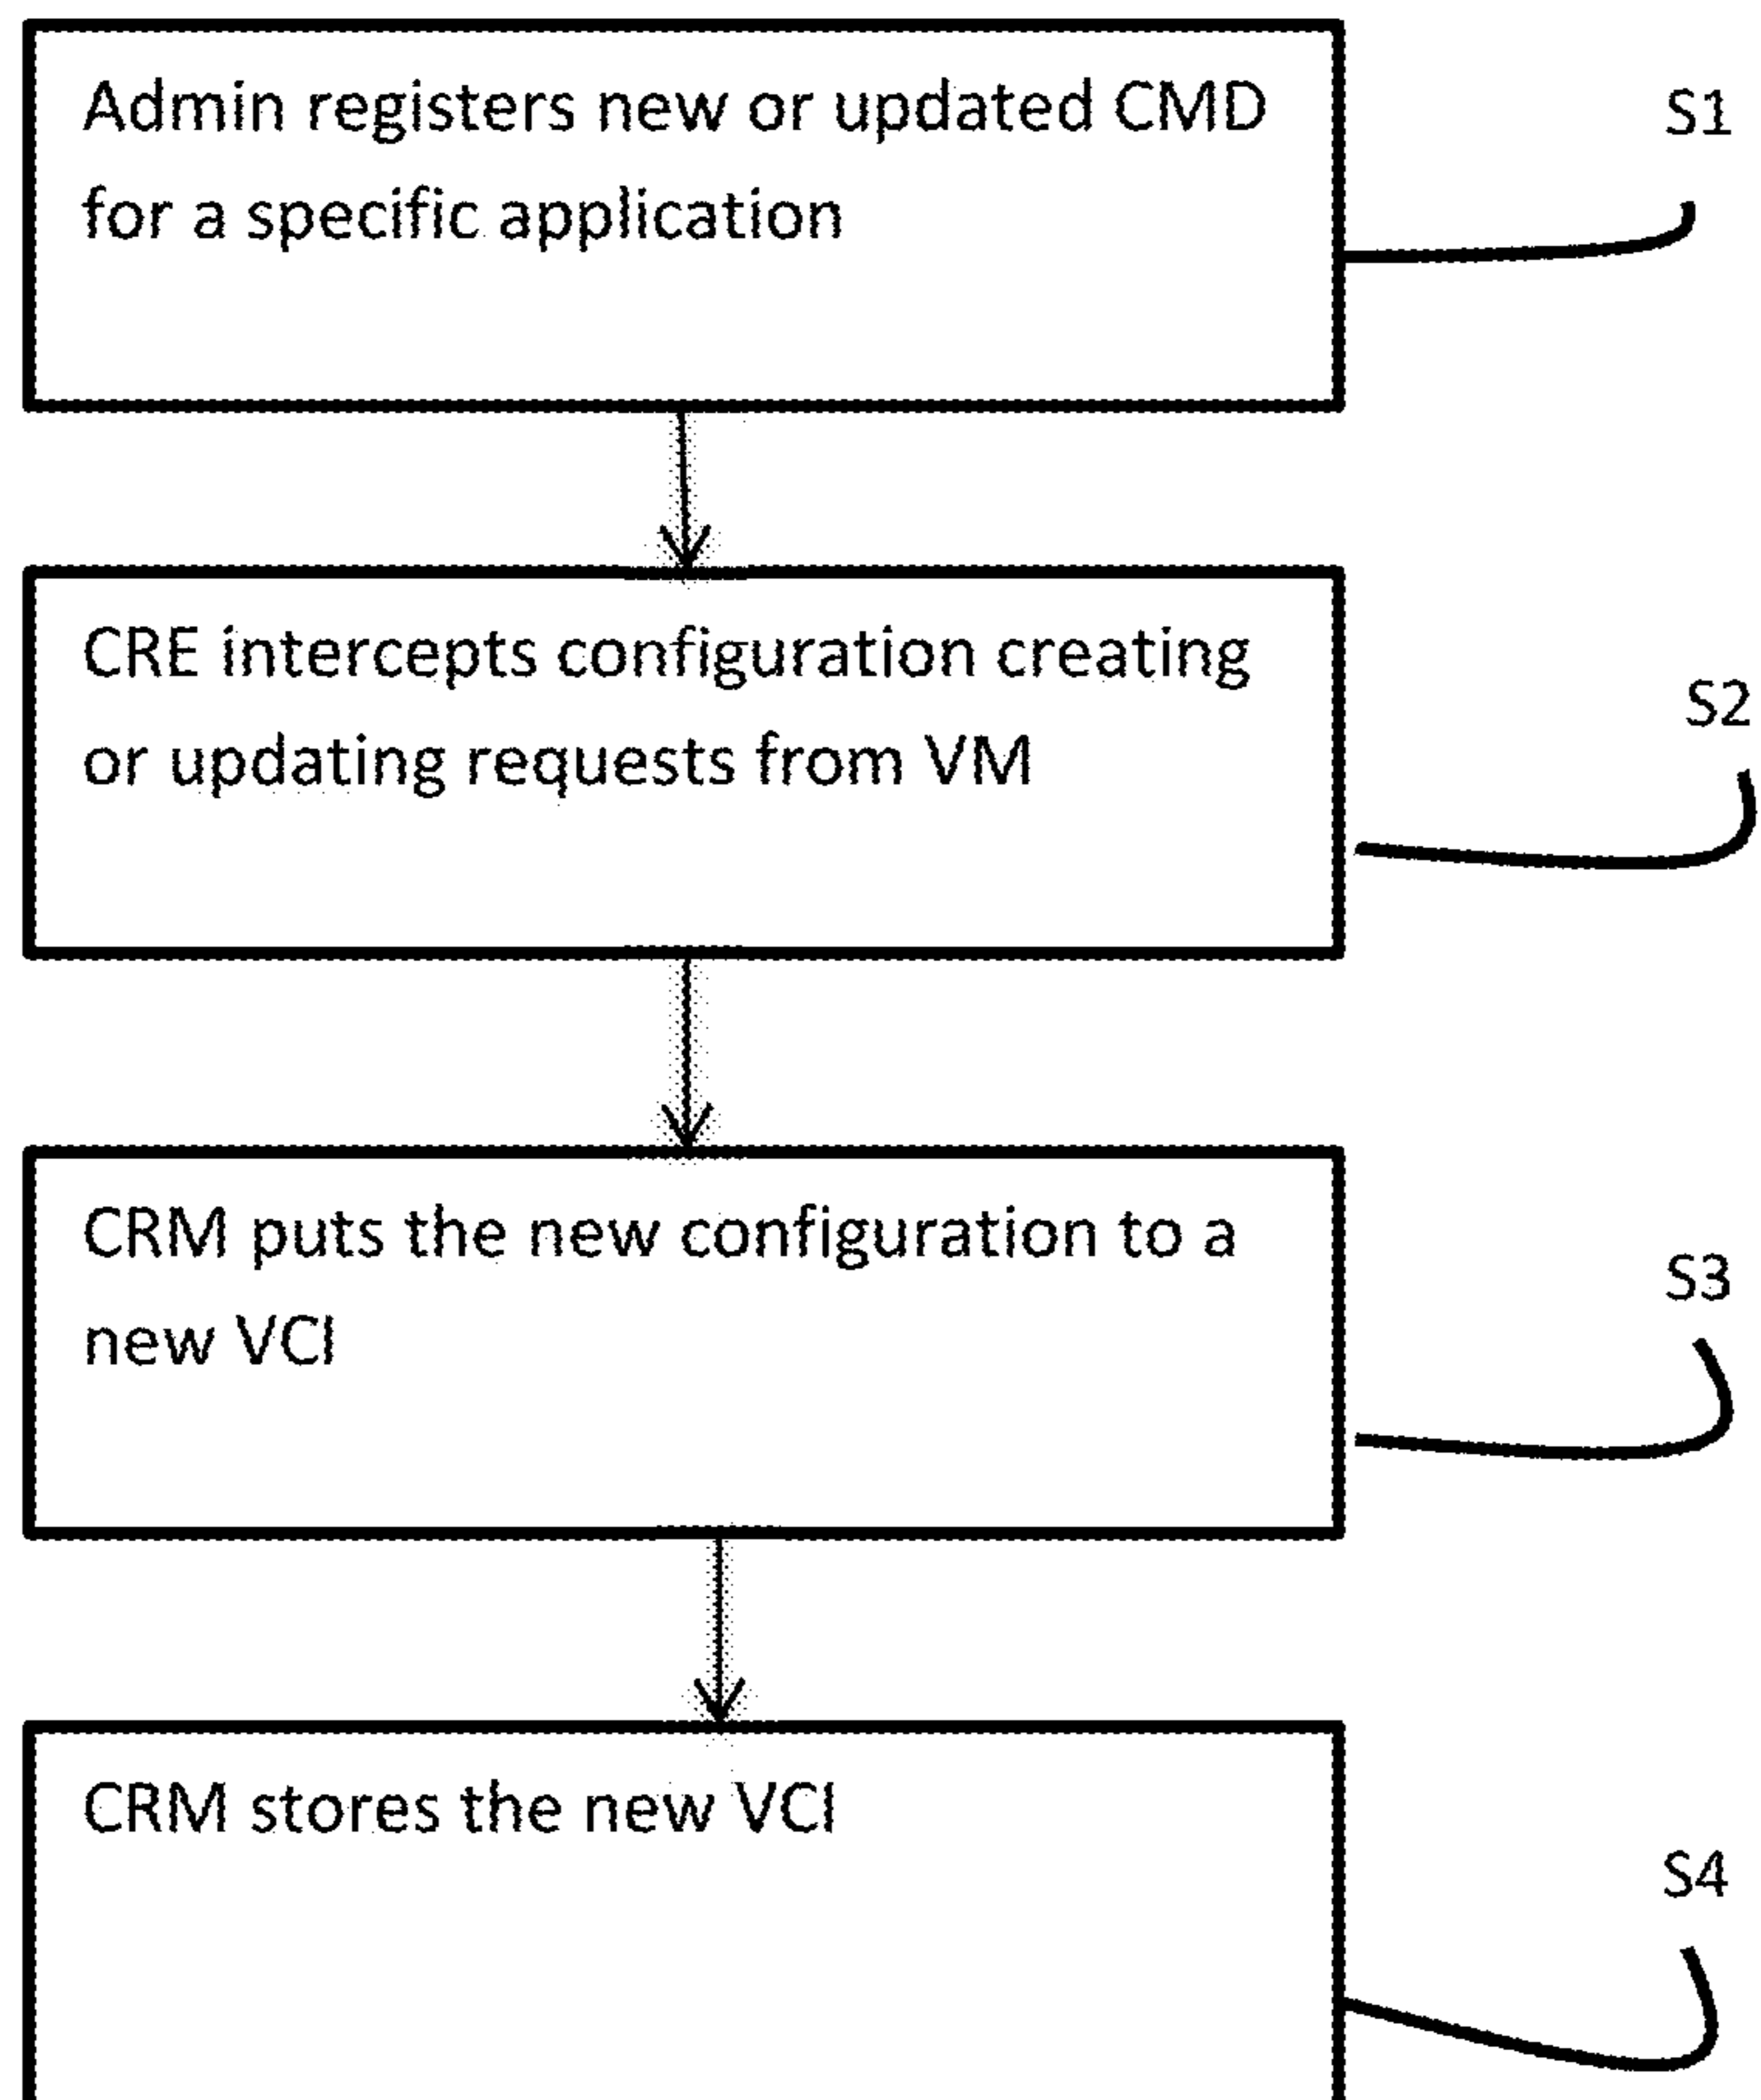 Admin registers new or updated CMD
for a specific application
S1
CRE intercepts configuration creating
or updating requests from VM
S2
CRM puts the new configuration to a
new VCI
S3
CRM stores the new VCI
S4